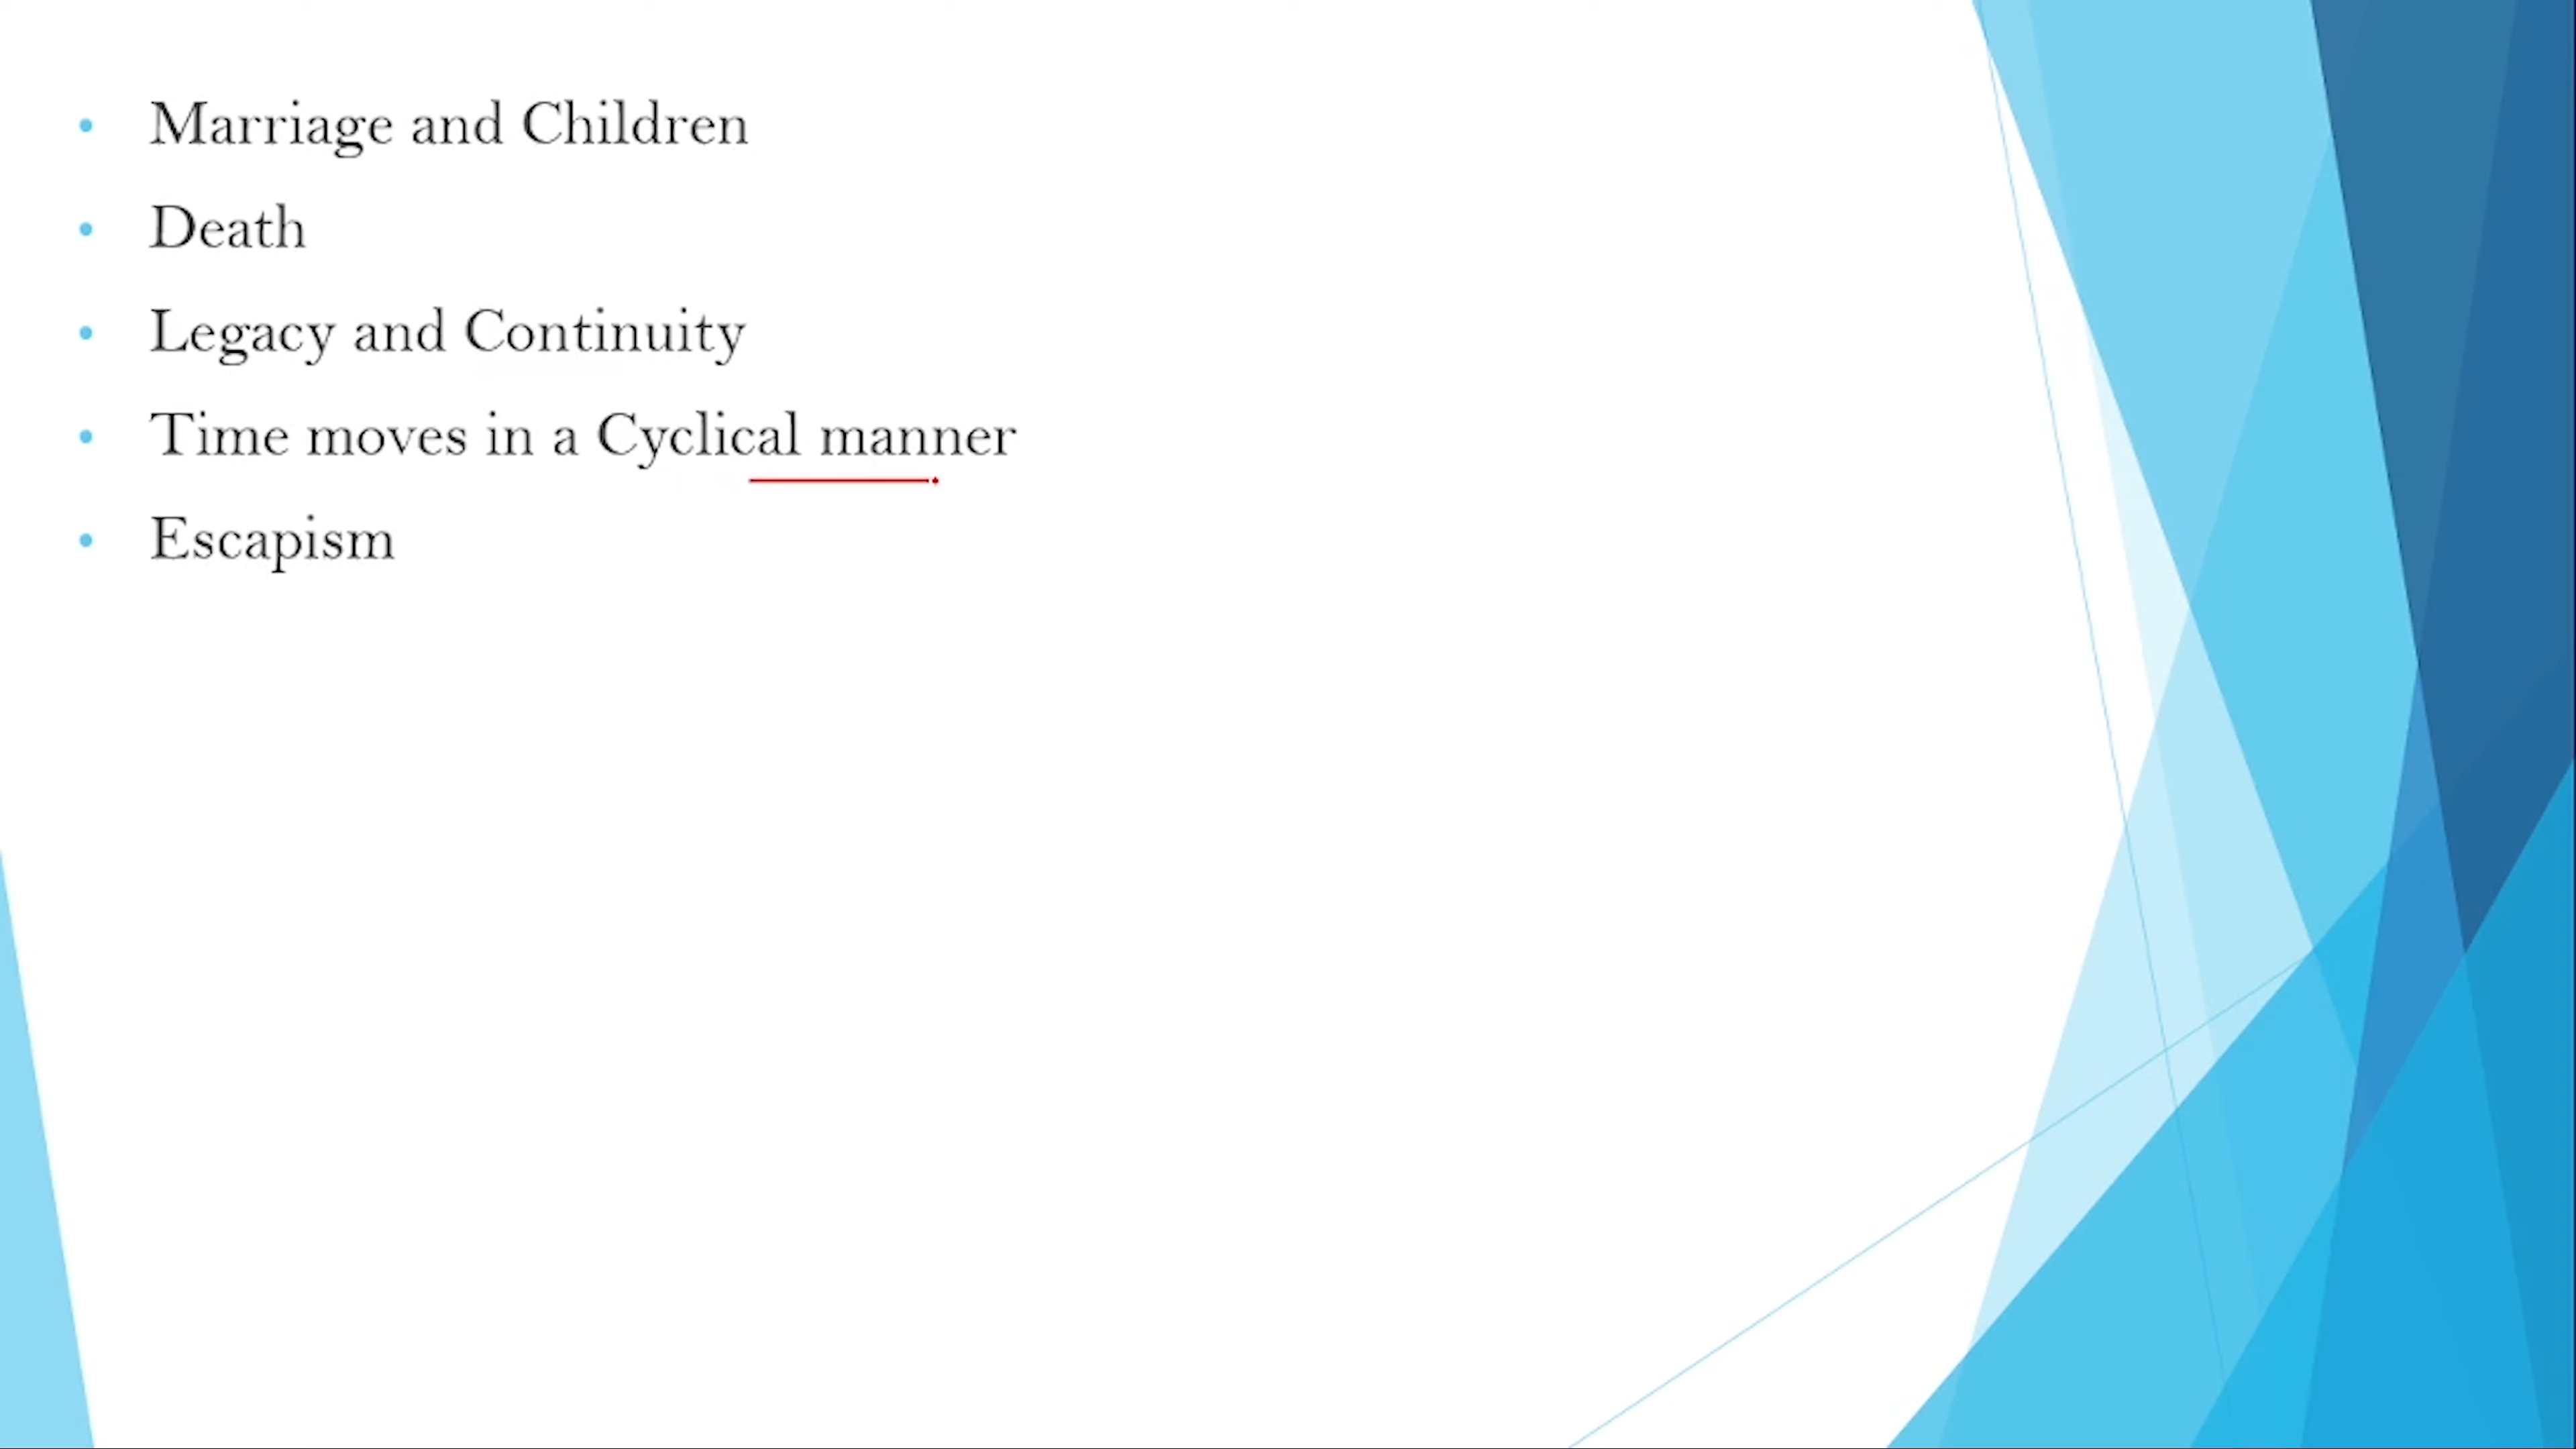 • Marriage and Children
• Death
• Legacy and Continuity
• Time moves in a Cyclical manner
• Escapism